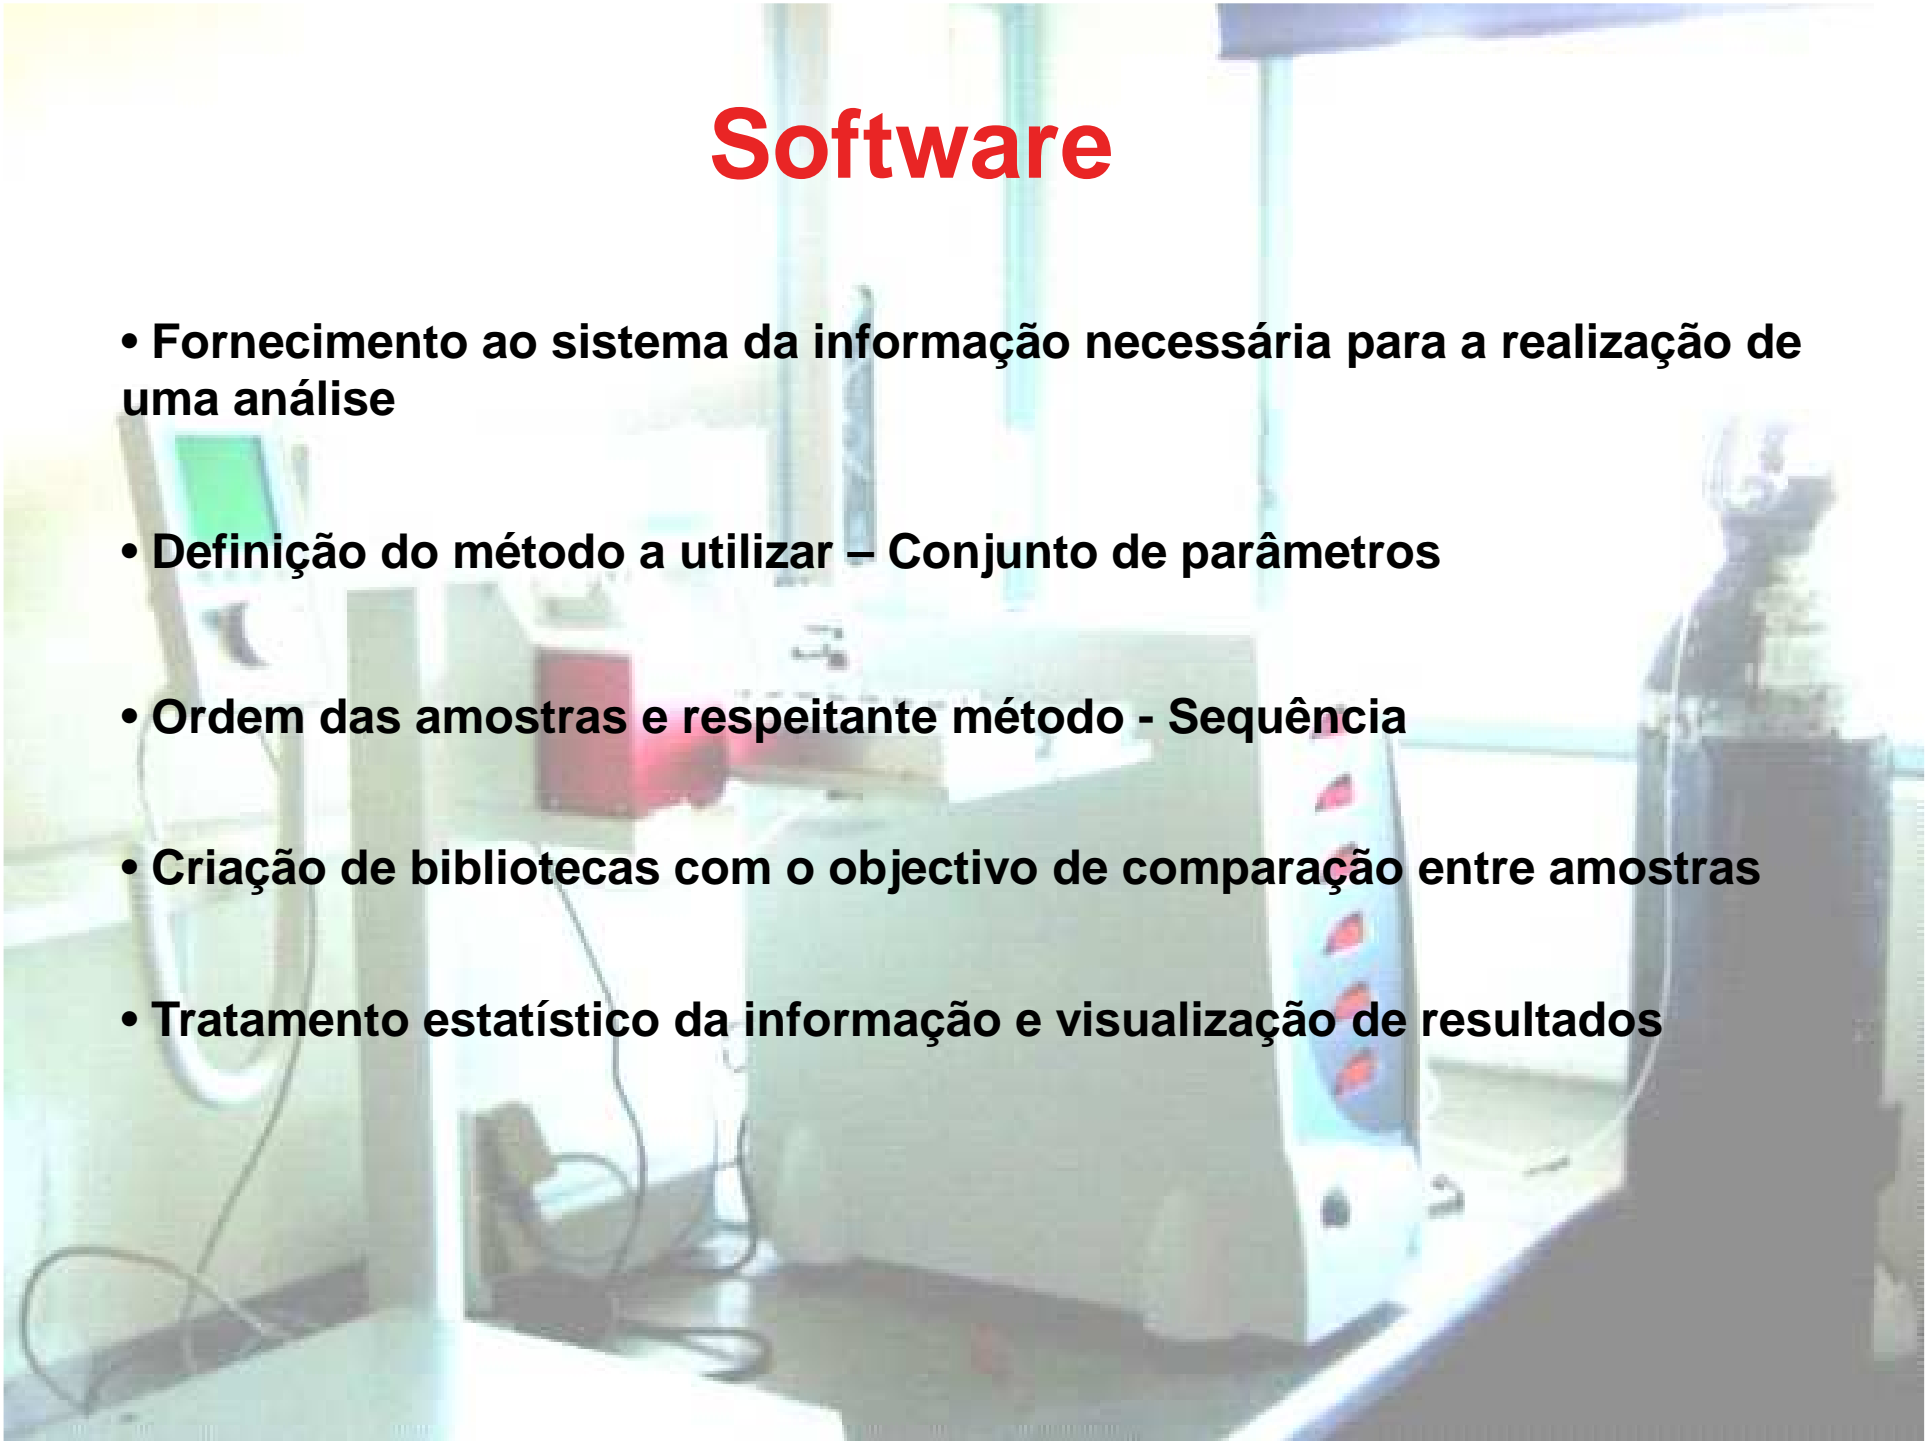 Software
• Fornecimento ao sistema da informação necessária para a realização de
uma análise
• Definição do método a utilizar – Conjunto de parâmetros
• Ordem das amostras e respeitante método - Sequência
• Criação de bibliotecas com o objectivo de comparação entre amostras
• Tratamento estatístico da informação e visualização de resultados